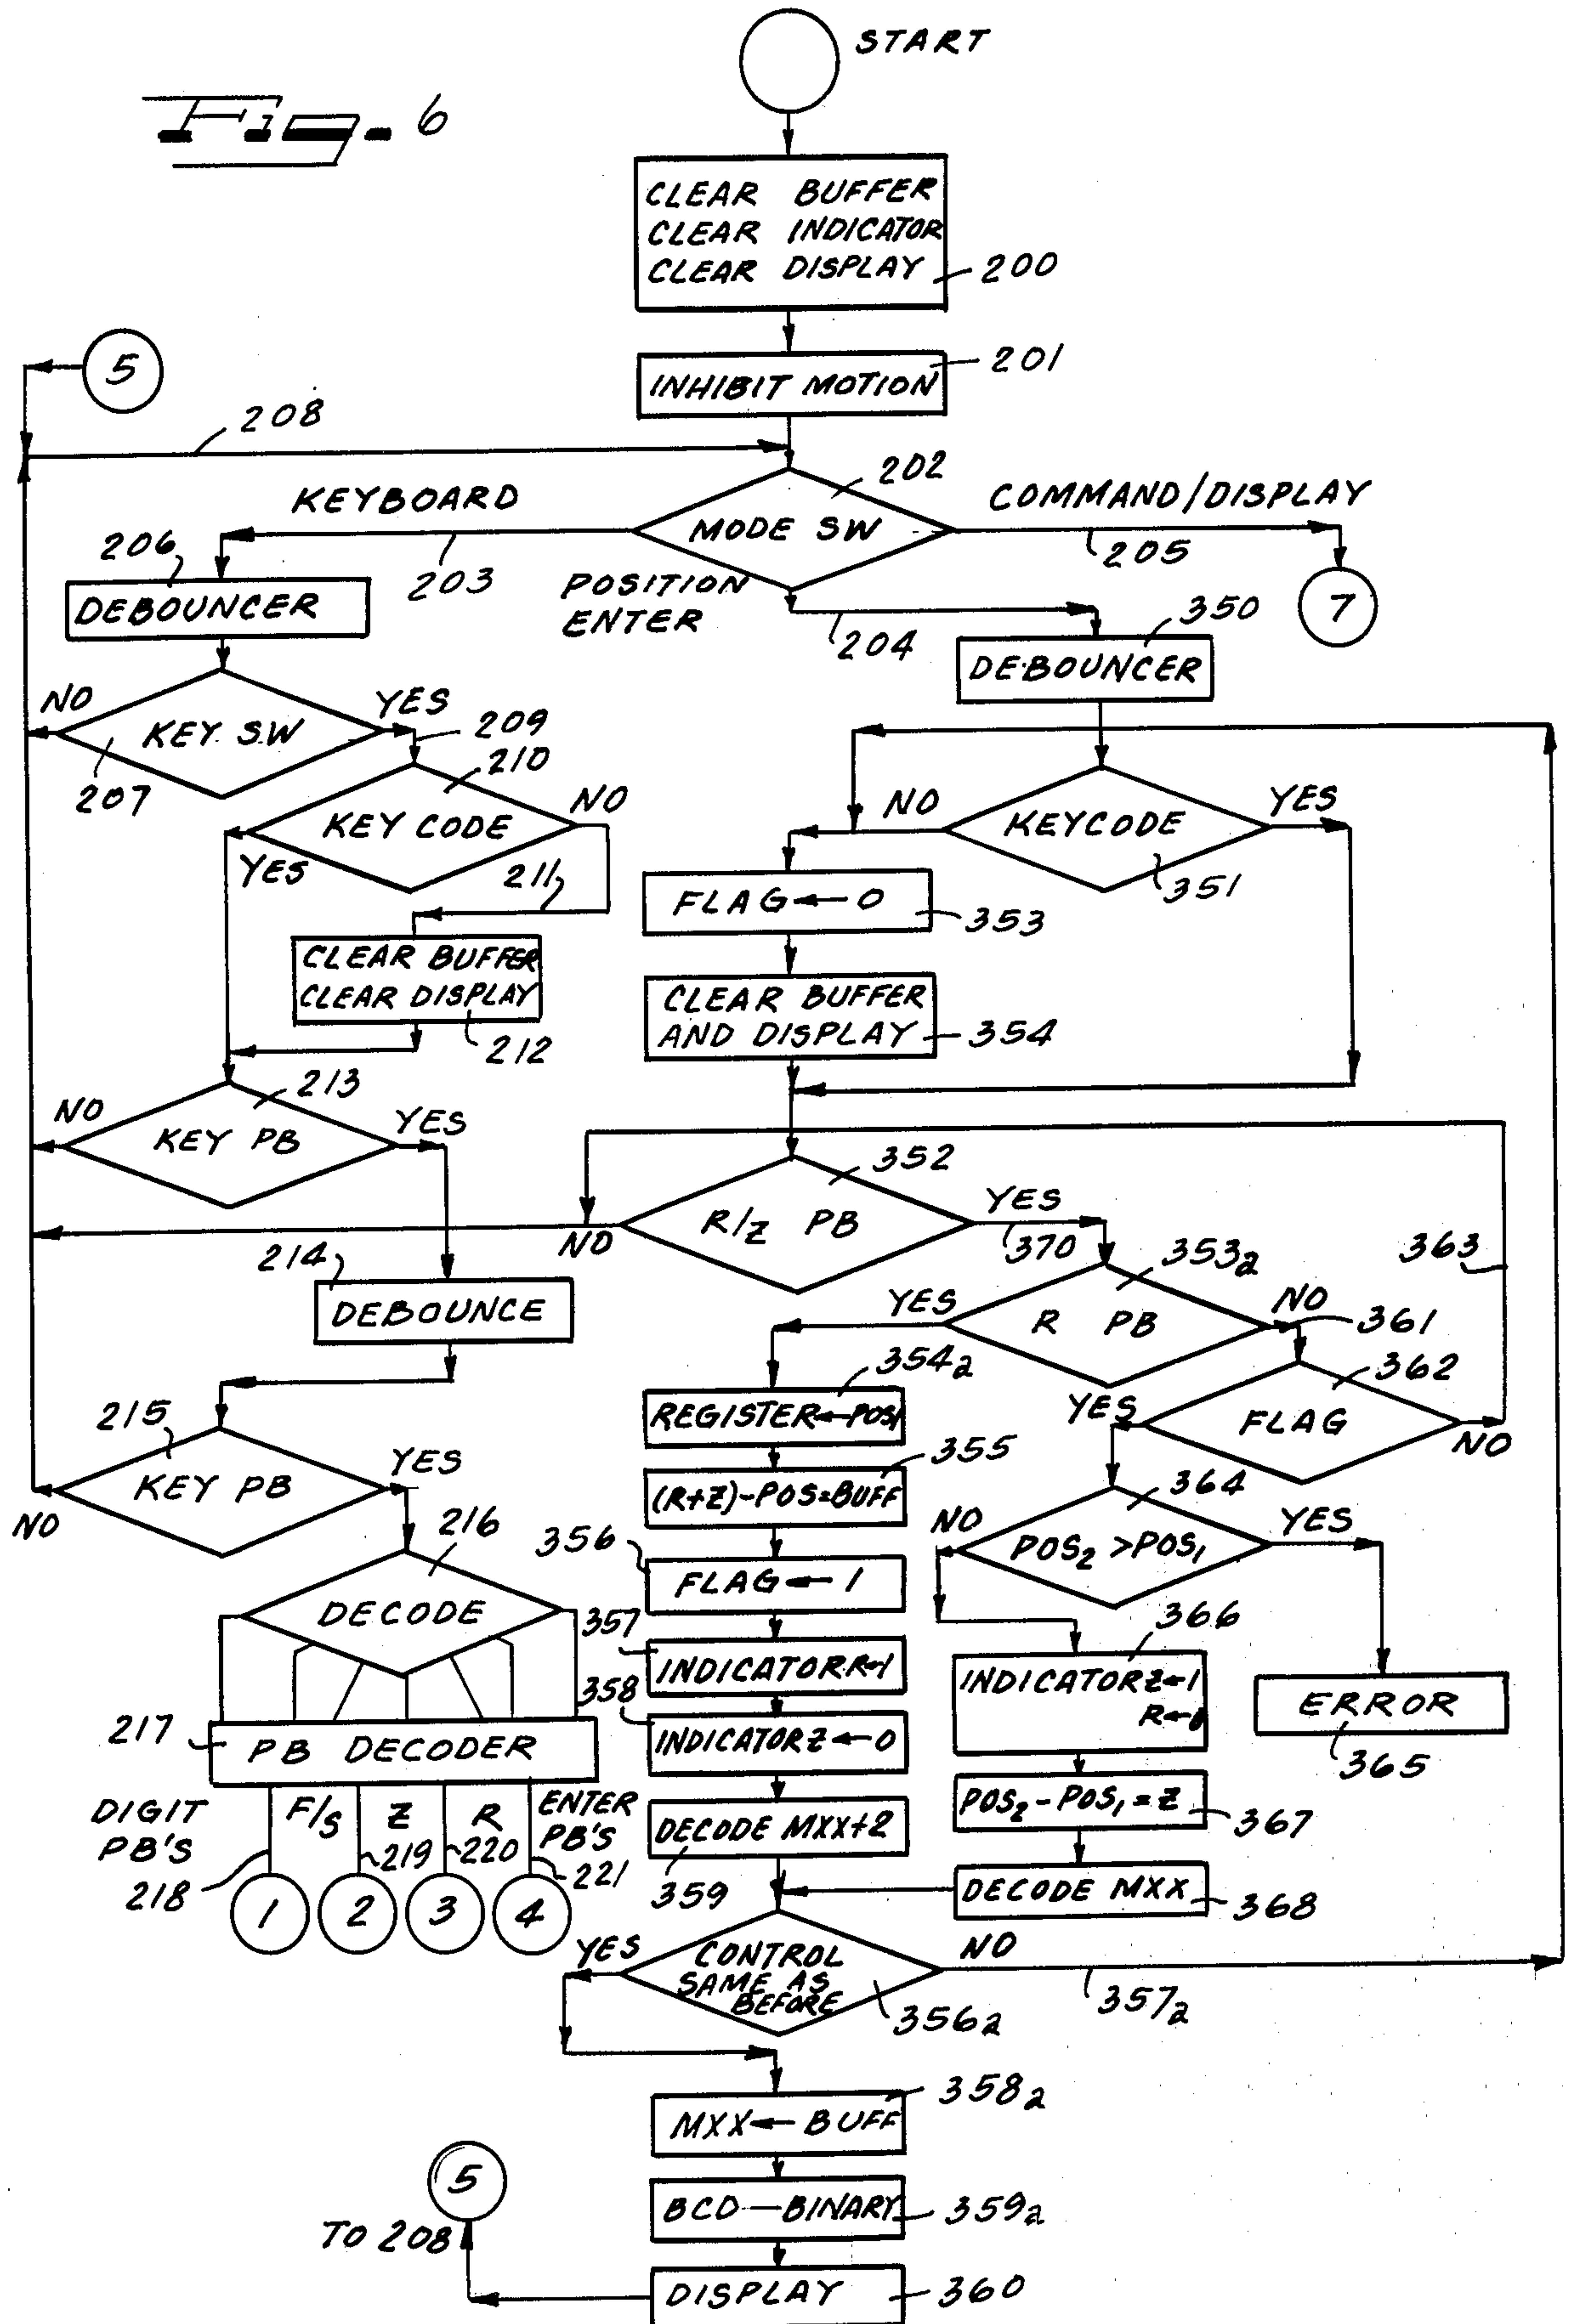 START
Fig. 6
CLEAR BUFFER
CLEAR INDICATOR
CLEAR DISPLAY
200
5
INHIBIT MOTION
201
208
202
KEYBOARD
COMMAND/DISPLAY
MODE SW
206
203
205
POSITION
ENTER
DEBOUNCER
204
350
7
DEBOUNCER
NO
YES
KEY SW
209
207
210
NO
KEY CODE
YES
211
NO
YES
KEYCODE
351
FLAG ← 0
353
CLEAR BUFFER
CLEAR DISPLAY
212
CLEAR BUFFER
AND DISPLAY
354
213
NO
YES
KEY PB
352
YES
R/Z PB
NO
370
353a
363
214
DEBOUNCE
YES
NO
R PB
361
354a
362
REGISTER←POS1
YES
FLAG
NO
215
YES
KEY PB
NO
355
(R+Z)-POS=BUFF
364
NO
YES
POS2 >POS1
216
356
FLAG ← 1
DECODE
357
INDICATOR R←1
366
INDICATOR Z←1
R←0
ERROR
365
358
INDICATOR Z←0
217
PB DECODER
POS2-POS1=Z
367
DIGIT
PB'S
F/S
Z
R
ENTER
PB'S
218
219
220
221
DECODE MXX+2
359
DECODE MXX
368
1
2
3
4
YES
CONTROL
SAME AS
BEFORE
NO
356a
357a
358a
MXX← BUFF
5
BCD—BINARY
359a
TO 208
DISPLAY
360